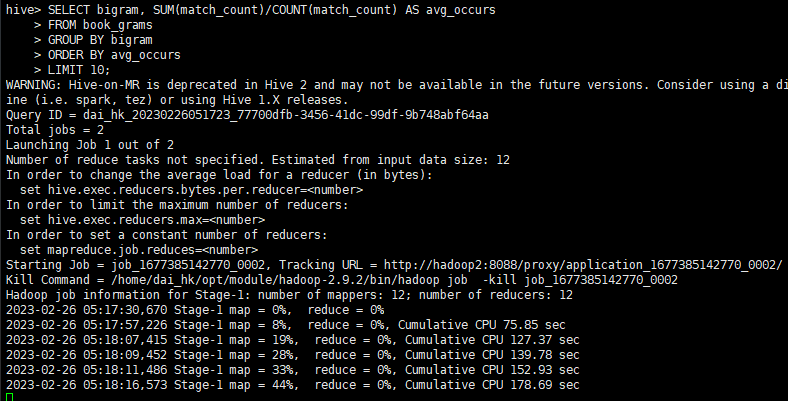 hive> SELECT bigram, SUM(match_count)/COUNT(match_count) AS avg_occurs
    > FROM book_grams
    > GROUP BY bigram
    > ORDER BY avg_occurs
    > LIMIT 10;
WARNING: Hive-on-MR is deprecated in Hive 2 and may not be available in the future versions. Consider using a di
ine (i.e. spark, tez) or using Hive 1.X releases.
Query ID = dai_hk_20230226051723_77700dfb-3456-41dc-99df-9b748abf64aa
Total jobs = 2
Launching Job 1 out of 2
Number of reduce tasks not specified. Estimated from input data size: 12
In order to change the average load for a reducer (in bytes):
  set hive.exec.reducers.bytes.per.reducer=<number>
In order to limit the maximum number of reducers:
  set hive.exec.reducers.max=<number>
In order to set a constant number of reducers:
  set mapreduce.job.reduces=<number>
Starting Job = job_1677385142770_0002, Tracking URL = http://hadoop2:8088/proxy/application_1677385142770_0002/
Kill Command = /home/dai_hk/opt/module/hadoop-2.9.2/bin/hadoop job  -kill job_1677385142770_0002
Hadoop job information for Stage-1: number of mappers: 12; number of reducers: 12
2023-02-26 05:17:30,670 Stage-1 map = 0%,  reduce = 0%
2023-02-26 05:17:57,226 Stage-1 map = 8%,  reduce = 0%, Cumulative CPU 75.85 sec
2023-02-26 05:18:07,415 Stage-1 map = 19%,  reduce = 0%, Cumulative CPU 127.37 sec
2023-02-26 05:18:09,452 Stage-1 map = 28%,  reduce = 0%, Cumulative CPU 139.78 sec
2023-02-26 05:18:11,486 Stage-1 map = 33%,  reduce = 0%, Cumulative CPU 152.93 sec
2023-02-26 05:18:16,573 Stage-1 map = 44%,  reduce = 0%, Cumulative CPU 178.69 sec